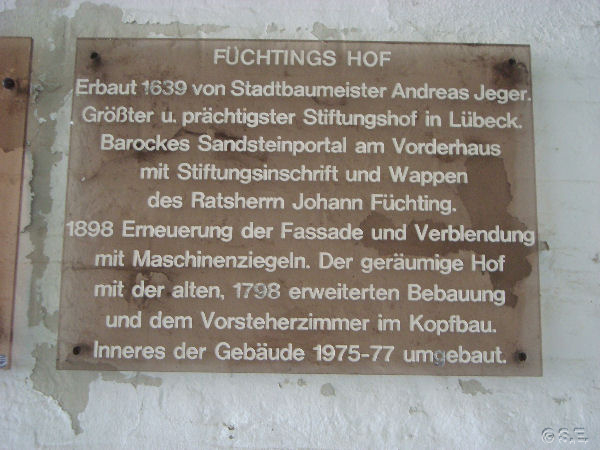 FÜCHTINGS HOF
Erbaut 1639 von Stadtbaumeister Andreas Jeger.
Größter u. prächtigster Stiftungshof in Lübeck.
Barockes Sandsteinportal am Vorderhaus
mit Stiftungsinschrift und Wappen
des Ratsherrn Johann Füchting.
1898 Erneuerung der Fassade und Verblendung
mit Maschinenziegeln. Der geräumige Hof
mit der alten, 1798 erweiterten Bebauung
und dem Vorsteherzimmer im Kopfbau.
Inneres der Gebäude 1975-77 umgebaut.
© S.E.